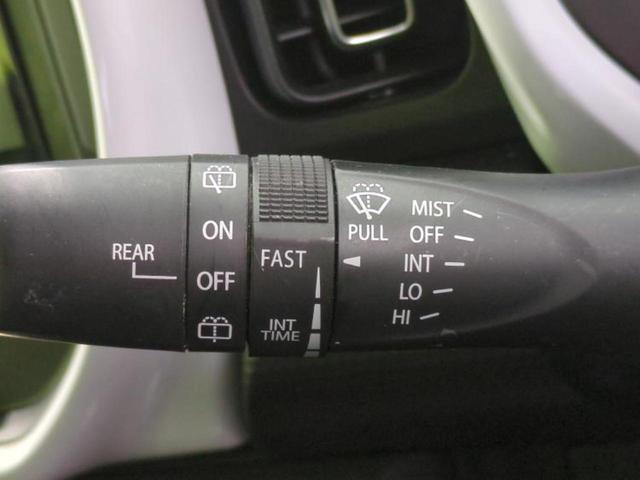 REAR
ON
OFF
FAST
INT
TIME
PULL
MIST
OFF
INT
LO
HI